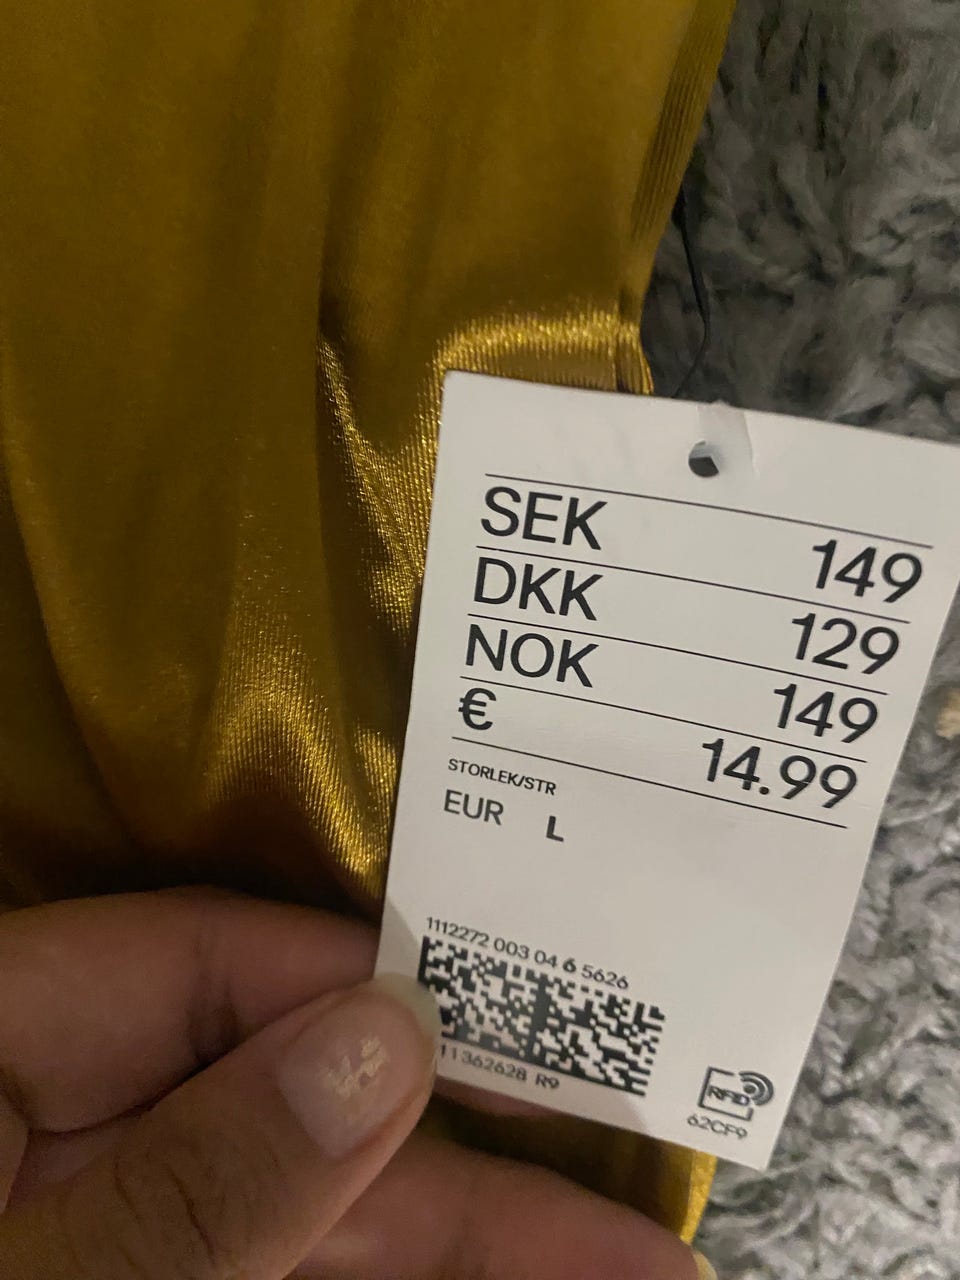 SEK 149
DKK 129
NOK 149
€ 14.99
STORLEK/STR
EUR L
1112272 003 04 6 5626
11362628 R9
RFID
62CF9